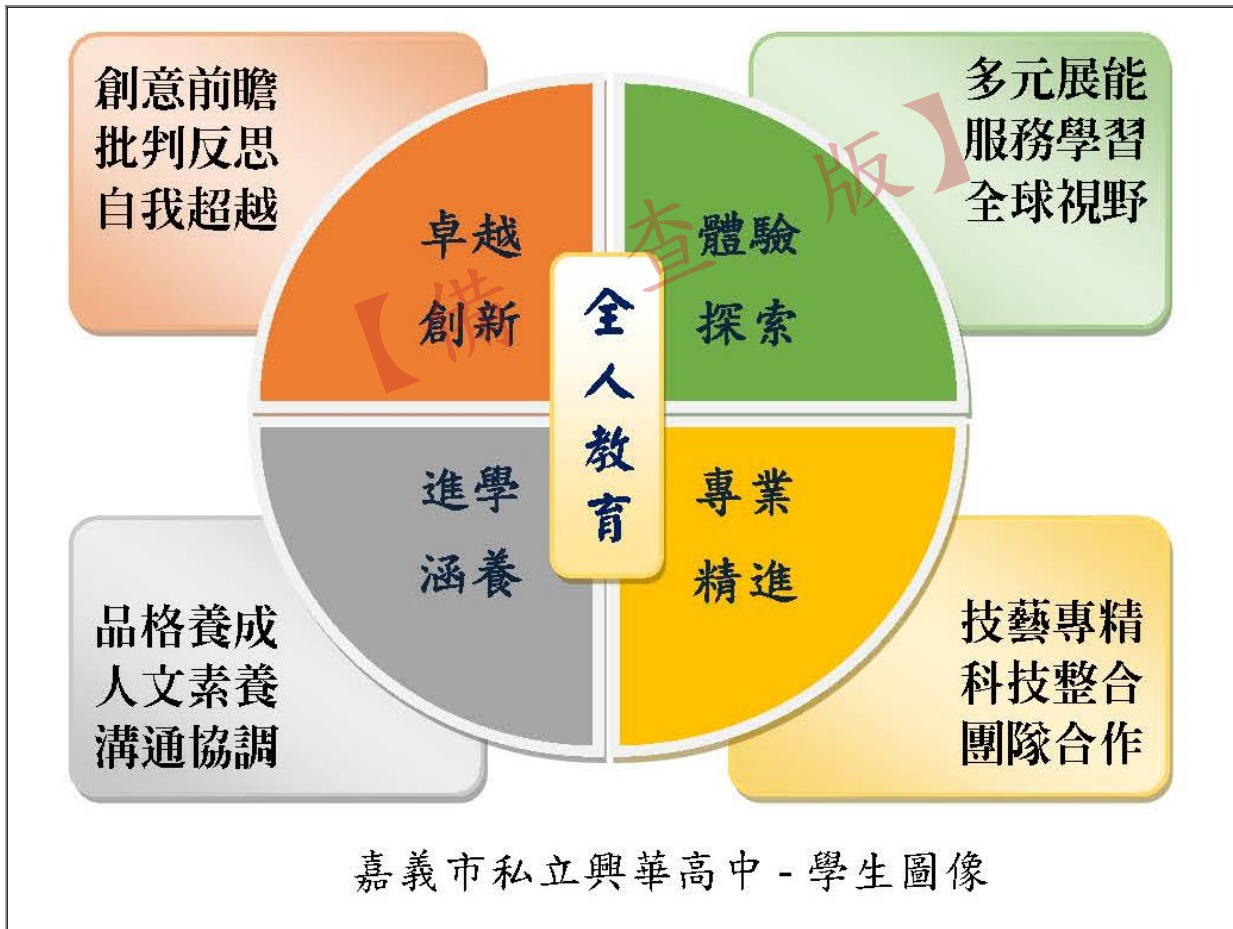 創意前瞻
批判反思
自我超越
多元展能
服務學習
全球視野
卓越
創新
體驗
探索
全人教育
進學
涵養
專業
精進
品格養成
人文素養
溝通協調
技藝專精
科技整合
團隊合作
【備查版】
嘉義市私立興華高中 - 學生圖像